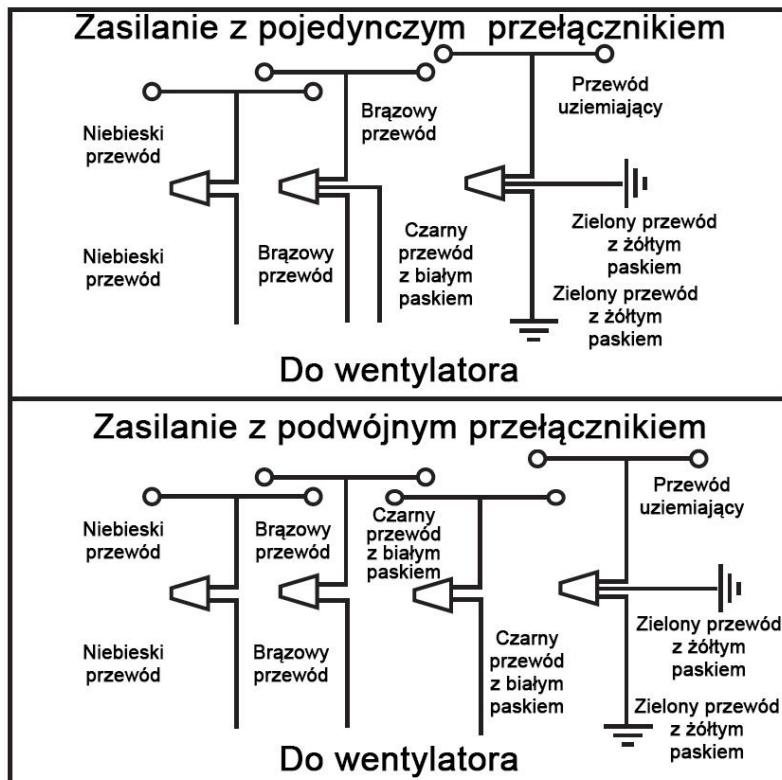 Zasilanie z pojedynczym przełącznikiem
Niebieski
przewód
Brązowy
przewód
Przewód
uziemiający
Niebieski
przewód
Brązowy
przewód
Czarny
przewód
z białym
paskiem
Zielony przewód
z żółtym
paskiem
Zielony przewód
z żółtym
paskiem
Do wentylatora
Zasilanie z podwójnym przełącznikiem
Niebieski
przewód
Brązowy
przewód
Czarny
przewód
z białym
paskiem
Przewód
uziemiający
Niebieski
przewód
Brązowy
przewód
Czarny
przewód
z białym
paskiem
Zielony przewód
z żółtym
paskiem
Zielony przewód
z żółtym
paskiem
Do wentylatora